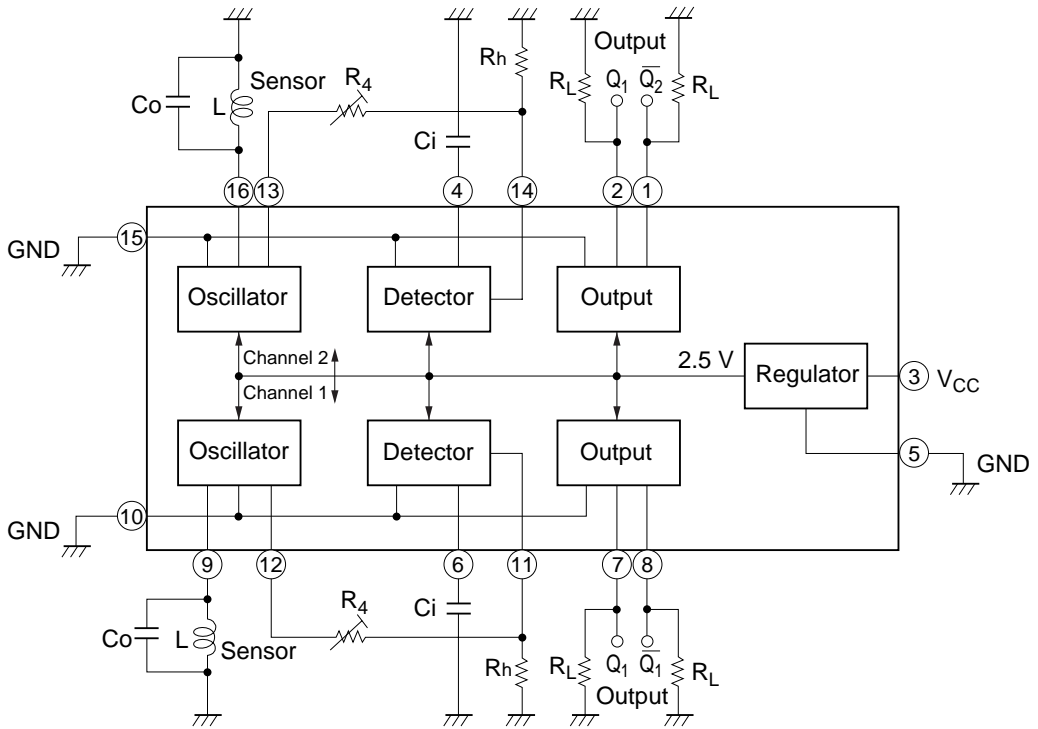 Output
Rh
Sensor
R4
RL
Q1
Q̅2̅
RL
Co
L
Ci
16
13
4
14
2
1
15
GND
Oscillator
Detector
Output
Channel 2
2.5 V
Regulator
3
VCC
Channel 1
Oscillator
Detector
Output
5
GND
10
GND
9
12
6
11
7
8
R4
Ci
Co
L
Sensor
Rh
RL
Q1
Q̅1̅
RL
Output